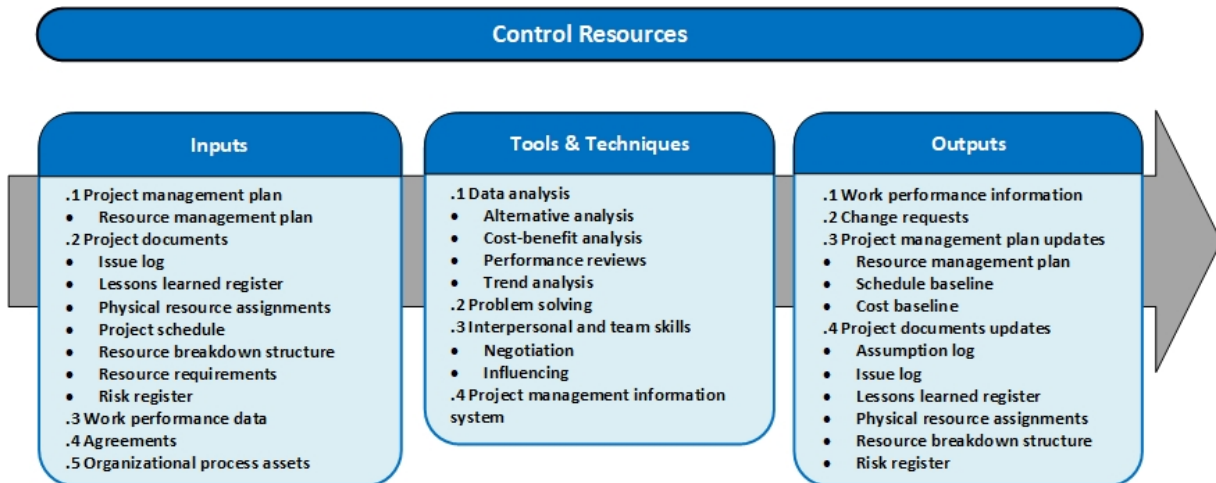 Control Resources
Inputs
.1 Project management plan
• Resource management plan
.2 Project documents
• Issue log
• Lessons learned register
• Physical resource assignments
• Project schedule
• Resource breakdown structure
• Resource requirements
• Risk register
.3 Work performance data
.4 Agreements
.5 Organizational process assets
Tools & Techniques
.1 Data analysis
• Alternative analysis
• Cost-benefit analysis
• Performance reviews
• Trend analysis
.2 Problem solving
.3 Interpersonal and team skills
• Negotiation
• Influencing
.4 Project management information
system
Outputs
.1 Work performance information
.2 Change requests
.3 Project management plan updates
• Resource management plan
• Schedule baseline
• Cost baseline
.4 Project documents updates
• Assumption log
• Issue log
• Lessons learned register
• Physical resource assignments
• Resource breakdown structure
• Risk register